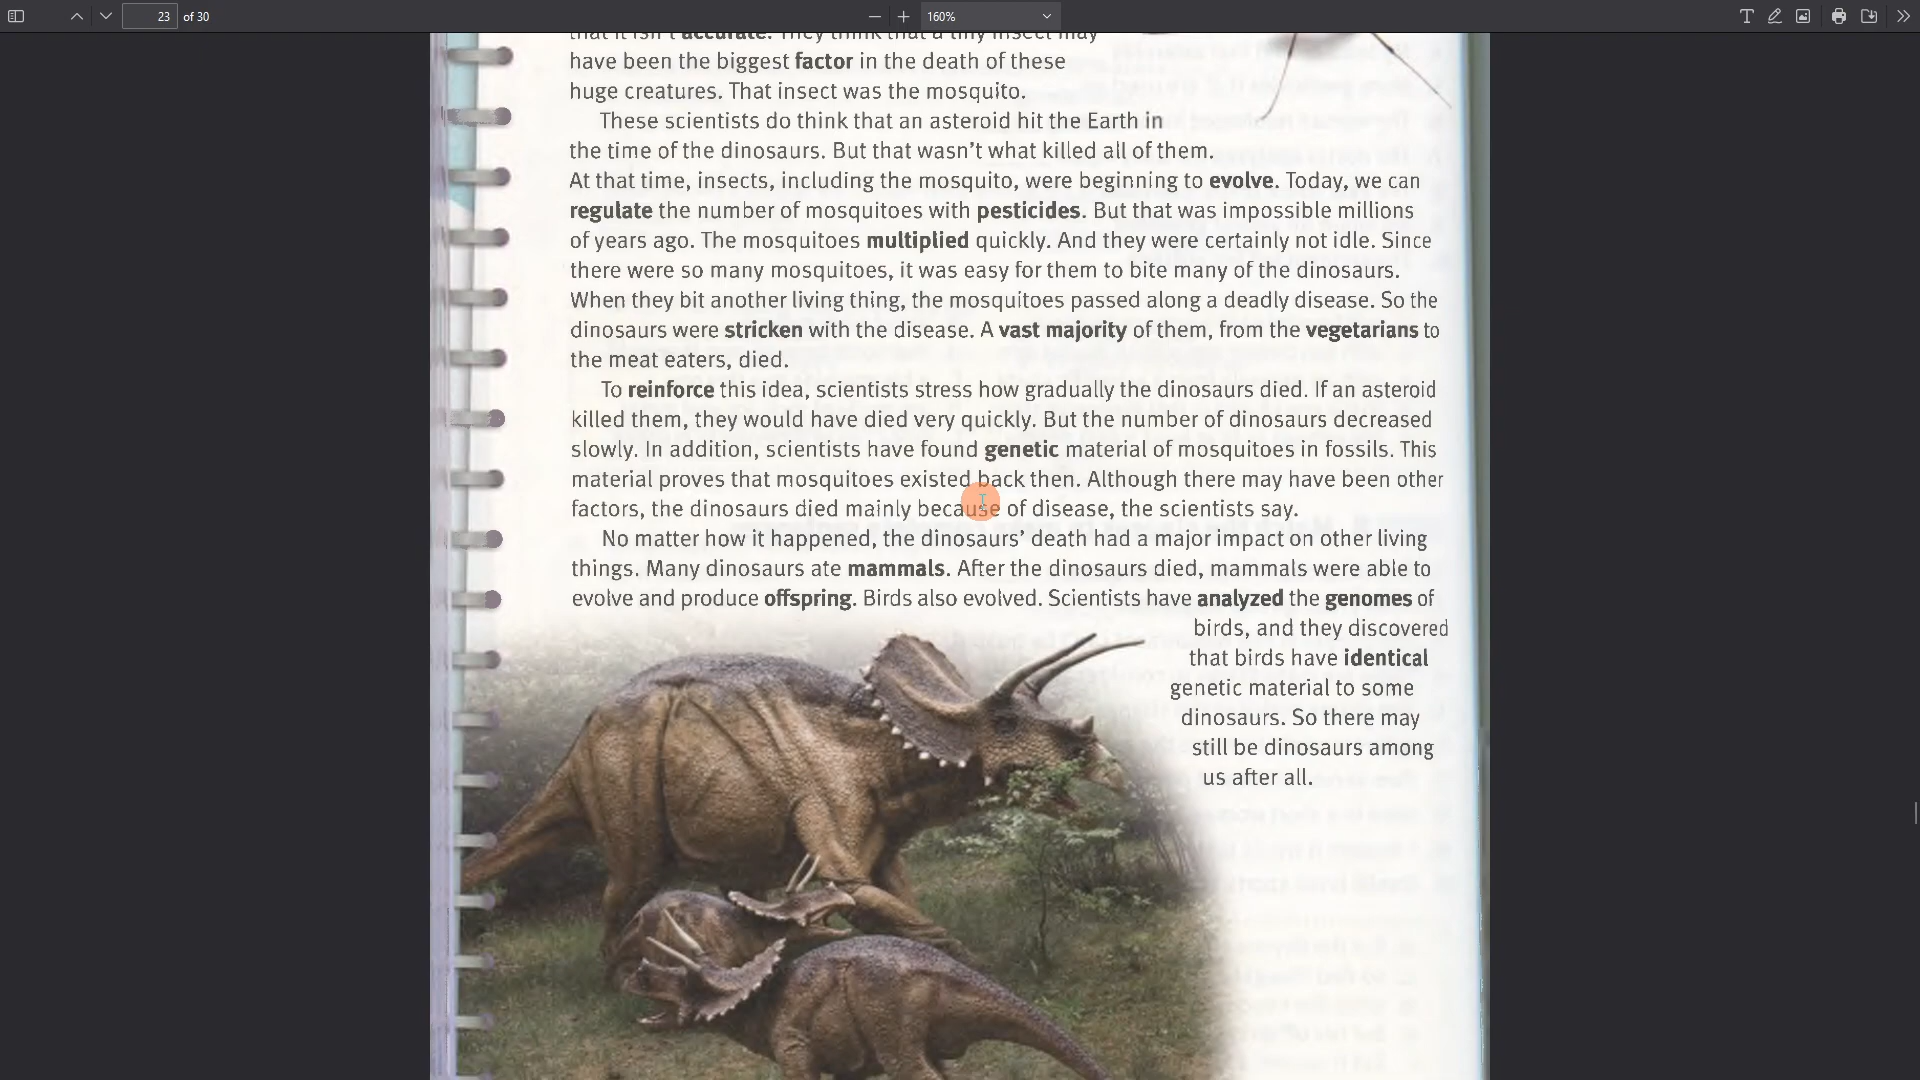 23 of 30 160%
that it isn't accurate. They think that a tiny insect may
have been the biggest factor in the death of these
huge creatures. That insect was the mosquito.
These scientists do think that an asteroid hit the Earth in
the time of the dinosaurs. But that wasn't what killed all of them.
At that time, insects, including the mosquito, were beginning to evolve. Today, we can
regulate the number of mosquitoes with pesticides. But that was impossible millions
of years ago. The mosquitoes multiplied quickly. And they were certainly not idle. Since
there were so many mosquitoes, it was easy for them to bite many of the dinosaurs.
When they bit another living thing, the mosquitoes passed along a deadly disease. So the
dinosaurs were stricken with the disease. A vast majority of them, from the vegetarians to
the meat eaters, died.
To reinforce this idea, scientists stress how gradually the dinosaurs died. If an asteroid
killed them, they would have died very quickly. But the number of dinosaurs decreased
slowly. In addition, scientists have found genetic material of mosquitoes in fossils. This
material proves that mosquitoes existed back then. Although there may have been other
factors, the dinosaurs died mainly because of disease, the scientists say.
No matter how it happened, the dinosaurs' death had a major impact on other living
things. Many dinosaurs ate mammals. After the dinosaurs died, mammals were able to
evolve and produce offspring. Birds also evolved. Scientists have analyzed the genomes of
birds, and they discovered
that birds have identical
genetic material to some
dinosaurs. So there may
still be dinosaurs among
us after all.